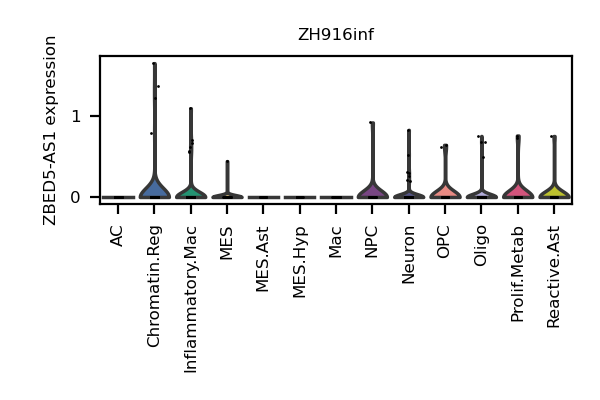 ZH916inf
ZBED5-AS1 expression
1
0
AC
Chromatin.Reg
Inflammatory.Mac
MES
MES.Ast
MES.Hyp
Mac
NPC
Neuron
OPC
Oligo
Prolif.Metab
Reactive.Ast